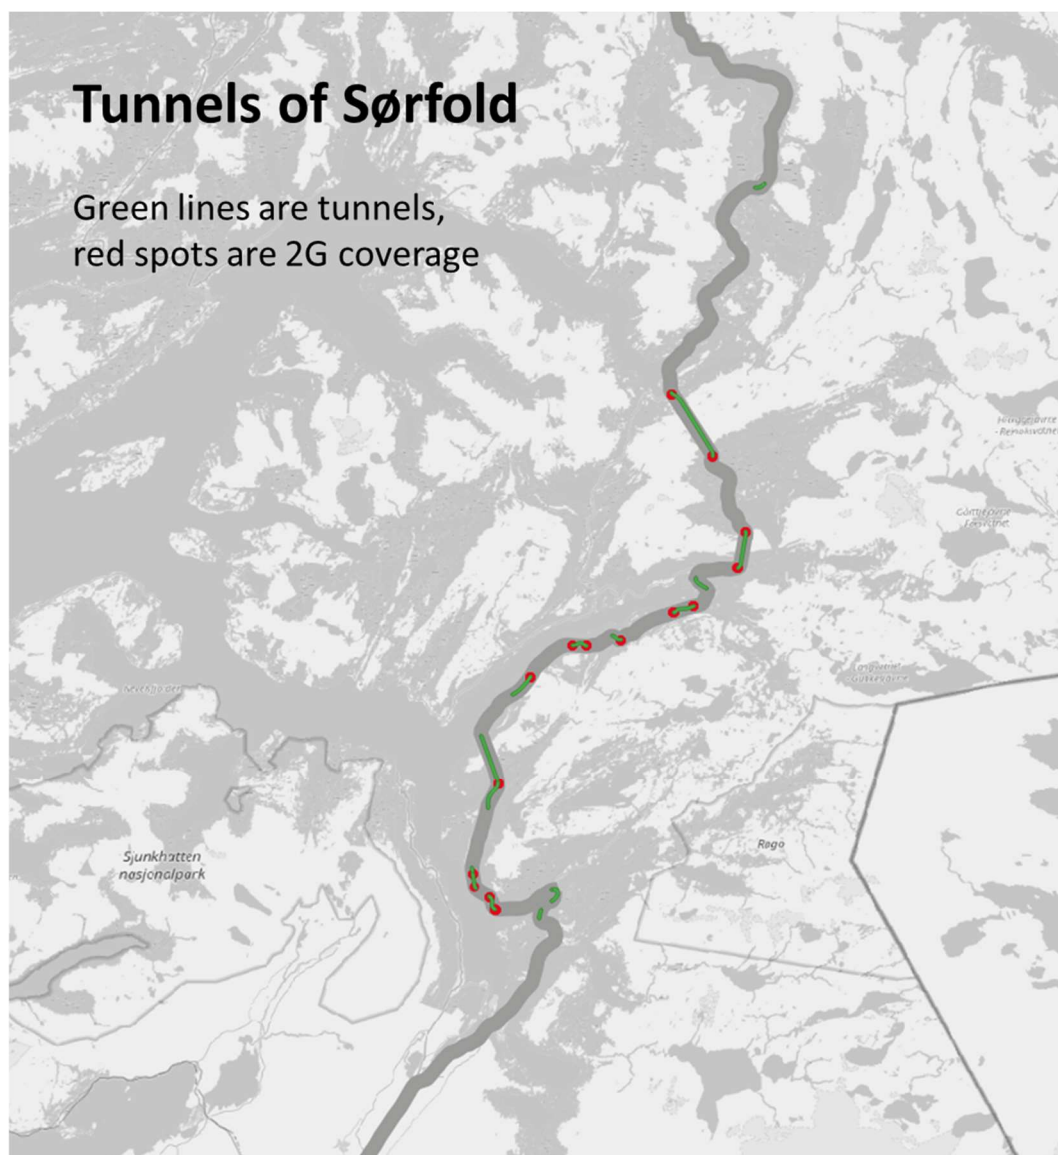 Tunnels of Sørfold
Green lines are tunnels,
red spots are 2G coverage
Sjunkhatten
nasjonalpark
Rago